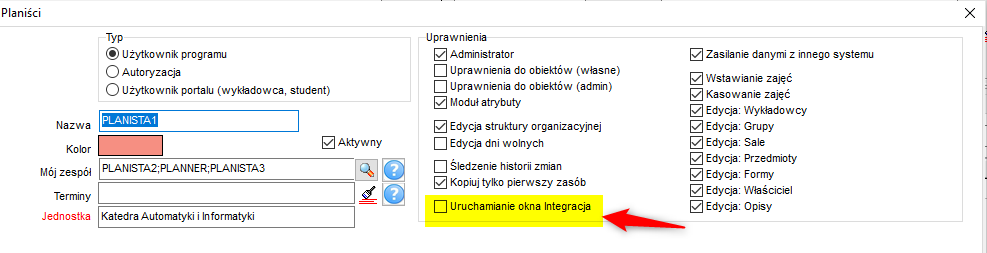 Planiści
Typ
Użytkownik programu
Autoryzacja
Użytkownik portalu (wykładowca, student)
Nazwa
PLANISTA1
Kolor
Aktywny
Mój zespół
PLANISTA2;PLANNER;PLANISTA3
Terminy
Jednostka
Katedra Automatyki i Informatyki
Uprawnienia
Administrator
Uprawnienia do obiektów (własne)
Uprawnienia do obiektów (admin)
Moduł atrybuty
Edycja struktury organizacyjnej
Edycja dni wolnych
Śledzenie historii zmian
Kopiuj tylko pierwszy zasób
Uruchamianie okna Integracja
Zasilanie danymi z innego systemu
Wstawianie zajęć
Kasowanie zajęć
Edycja: Wykładowcy
Edycja: Grupy
Edycja: Sale
Edycja: Przedmioty
Edycja: Formy
Edycja: Właściciel
Edycja: Opisy